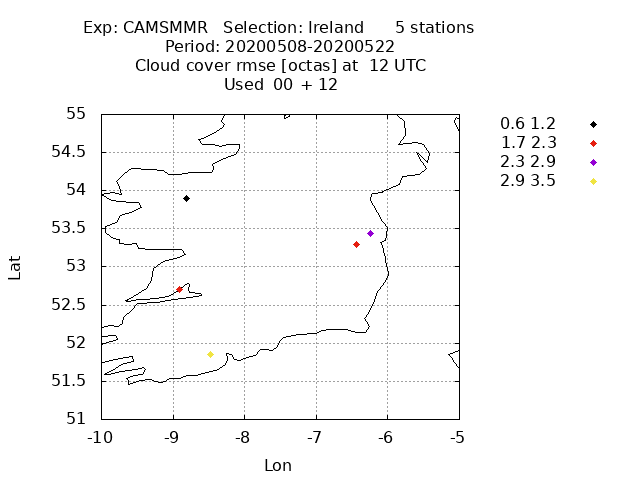 Exp: CAMSMMR Selection: Ireland 5 stations
Period: 20200508-20200522
Cloud cover rmse [octas] at 12 UTC
Used 00 + 12
0.6 1.2
1.7 2.3
2.3 2.9
2.9 3.5
55
54.5
54
53.5
53
52.5
52
51.5
51
Lat
-10 -9 -8 -7 -6 -5
Lon